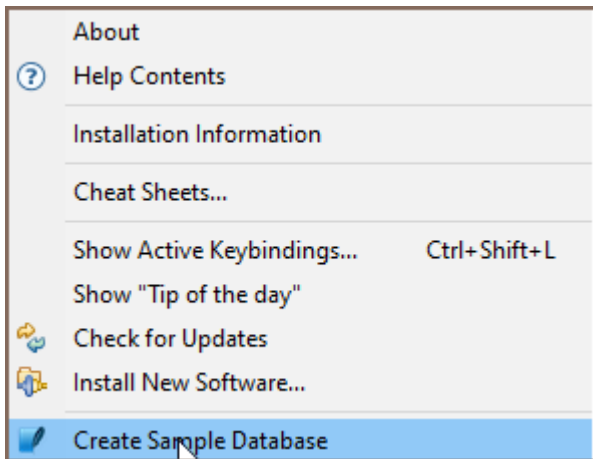 About
Help Contents
Installation Information
Cheat Sheets...
Show Active Keybindings... Ctrl+Shift+L
Show "Tip of the day"
Check for Updates
Install New Software...
Create Sample Database